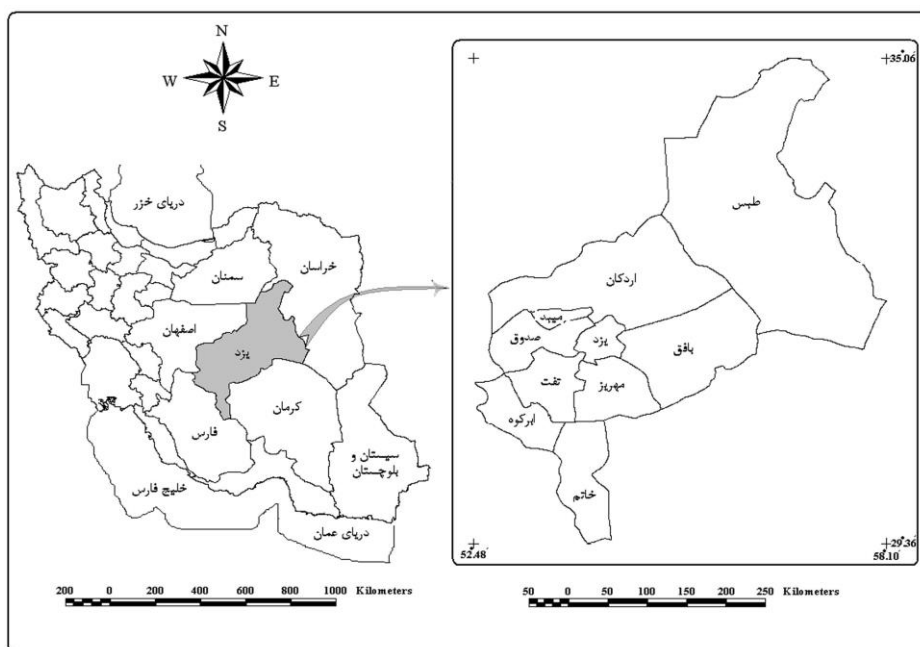 N
W E
S
دریای خزر
خراسان
سمنان
اصفهان
یزد
کرمان
فارس
سیستان و
بلوچستان
خلیج فارس
دریای عمان
200 0 200 400 600 800 1000 Kilometers
35°06'
طبس
اردکان
میبد
صدوق
یزد
بافق
تفت
مهریز
ابرکوه
خاتم
29°36'
52°48'
58°10'
50 0 50 100 150 200 250 Kilometers